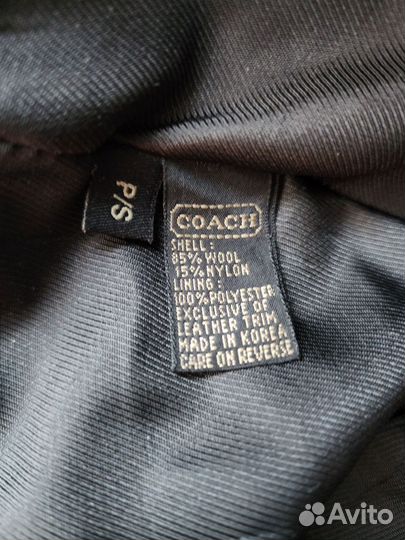 P/S
COACH
SHELL:
85% WOOL
15% NYLON
LINING:
100% POLYESTER
EXCLUSIVE OF
LEATHER TRIM
MADE IN KOREA
CARE ON REVERSE
Avito